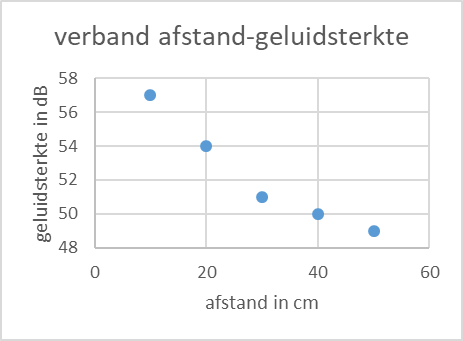 verband afstand-geluidsterkte
geluidsterkte in dB
58
56
54
52
50
48
0 20 40 60
afstand in cm